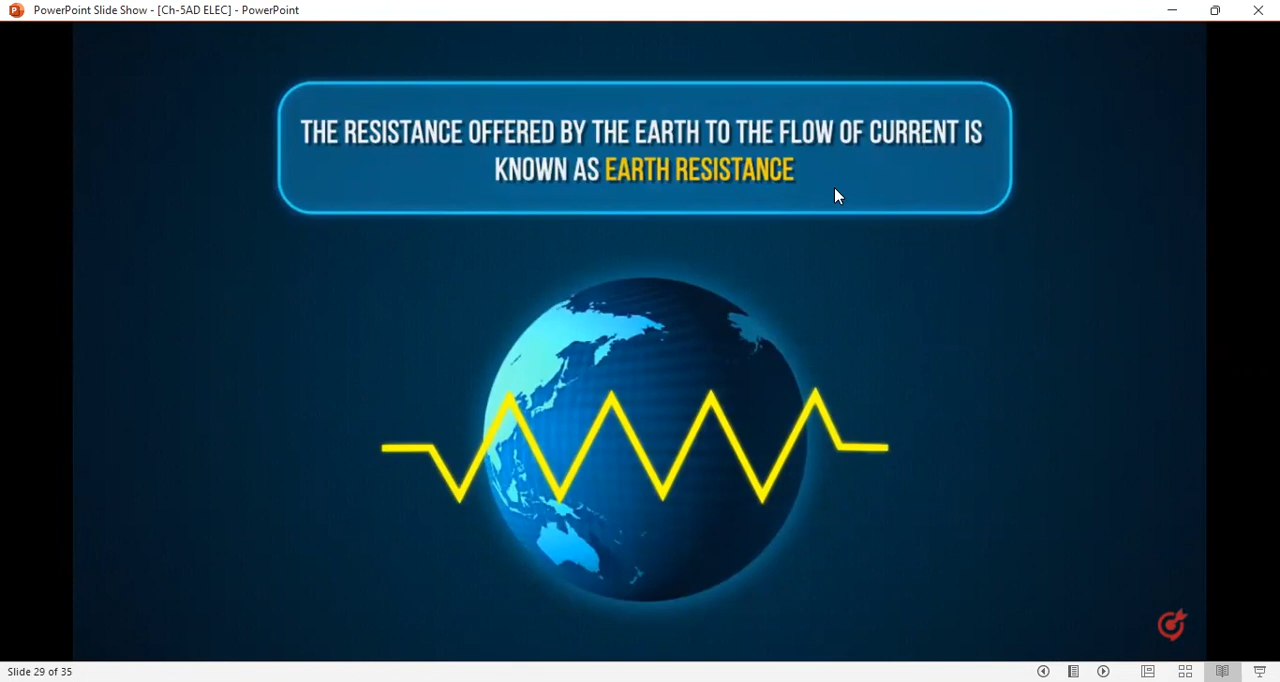 PowerPoint Slide Show - [Ch-5AD ELEC] - PowerPoint
THE RESISTANCE OFFERED BY THE EARTH TO THE FLOW OF CURRENT IS
KNOWN AS EARTH RESISTANCE
Slide 29 of 35